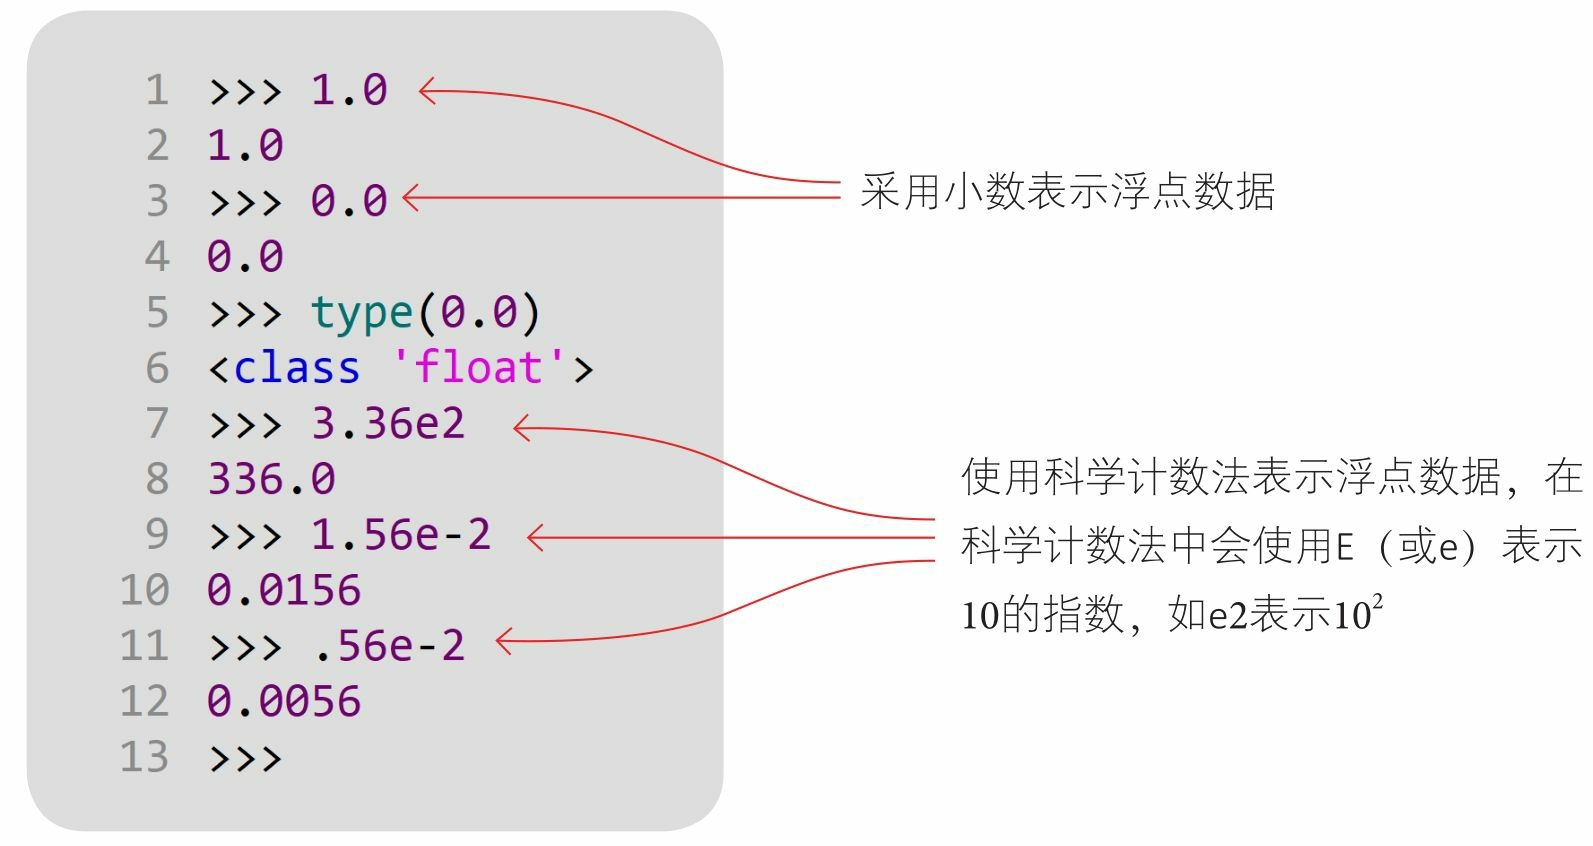 1 >>> 1.0
2 1.0
3 >>> 0.0
4 0.0
5 >>> type(0.0)
6 <class 'float'>
7 >>> 3.36e2
8 336.0
9 >>> 1.56e-2
10 0.0156
11 >>> .56e-2
12 0.0056
13 >>>
采用小数表示浮点数据
使用科学计数法表示浮点数据，在
科学计数法中会使用E（或e）表示
10的指数，如e2表示10²